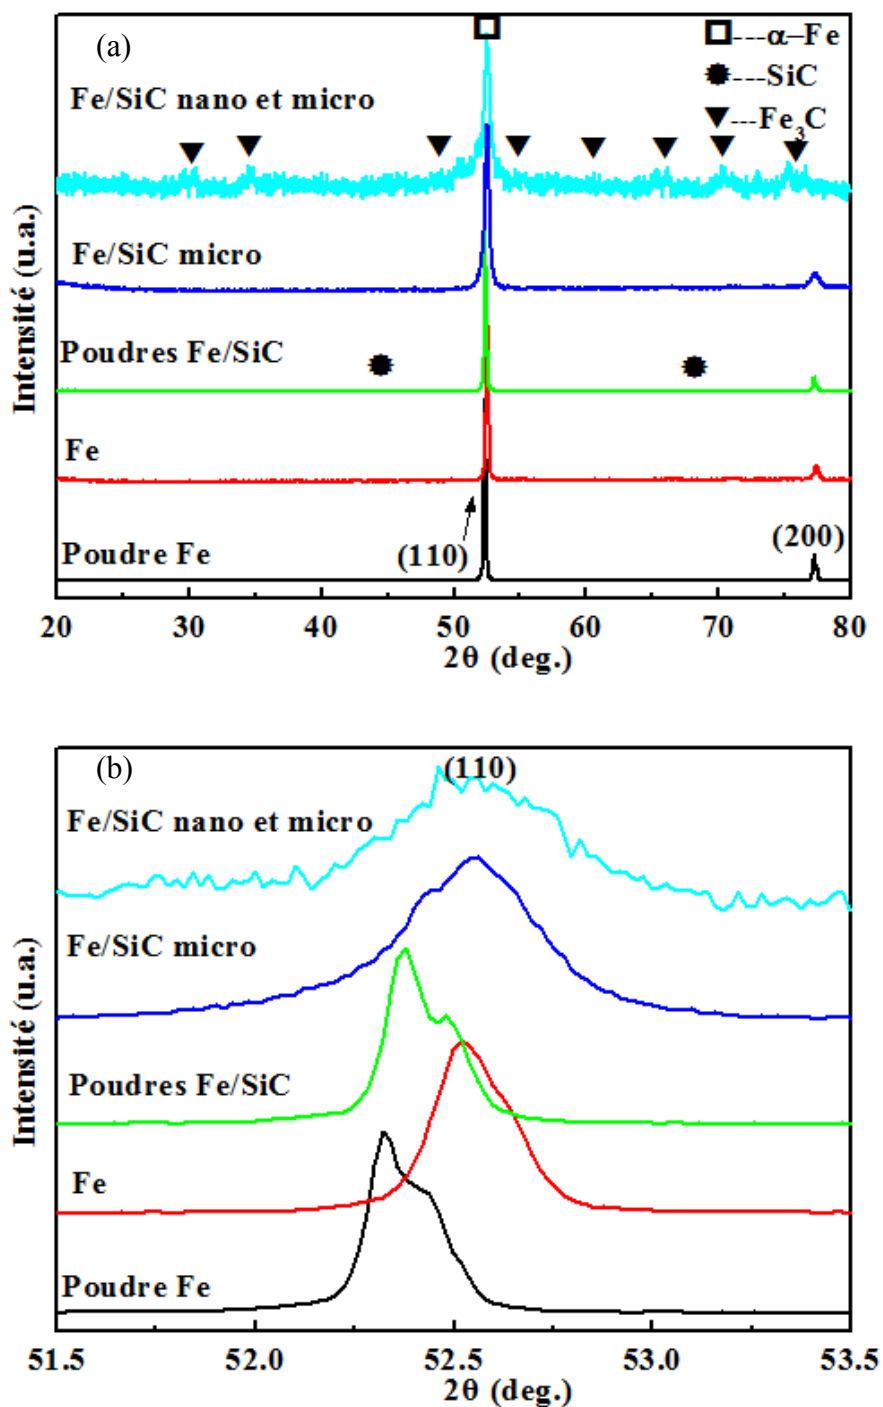 (a)
---α–Fe
---SiC
---Fe₃C
Fe/SiC nano et micro
Fe/SiC micro
Poudres Fe/SiC
Fe
Poudre Fe
(110)
(200)
Intensité (u.a.)
20 30 40 50 60 70 80
2θ (deg.)
(b)
(110)
Fe/SiC nano et micro
Fe/SiC micro
Poudres Fe/SiC
Fe
Poudre Fe
Intensité (u.a.)
51.5 52.0 52.5 53.0 53.5
2θ (deg.)